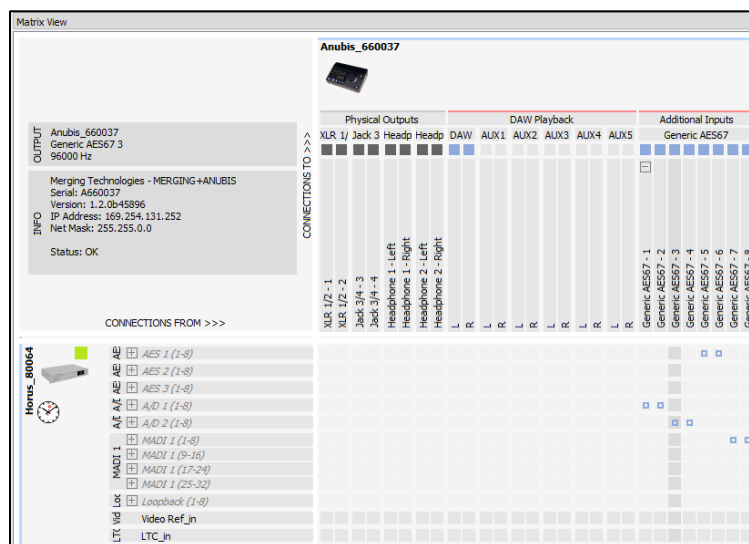 Matrix View
Anubis_660037
Physical Outputs DAW Playback Additional Inputs
XLR 1/ Jack 3 Headp Headp DAW AUX1 AUX2 AUX3 AUX4 AUX5 Generic AES67
OUTPUT
Anubis_660037
Generic AES67 3
96000 Hz
INFO
Merging Technologies - MERGING+ANUBIS
Serial: A660037
Version: 1.2.0b45896
IP Address: 169.254.131.252
Net Mask: 255.255.0.0
Status: OK
CONNECTIONS TO >>>
CONNECTIONS FROM >>>
XLR 1/2 - 1
XLR 1/2 - 2
Jack 3/4 - 3
Jack 3/4 - 4
Headphone 1 - Left
Headphone 1 - Right
Headphone 2 - Left
Headphone 2 - Right
L R L R L R L R L R L R
Generic AES67 - 1
Generic AES67 - 2
Generic AES67 - 3
Generic AES67 - 4
Generic AES67 - 5
Generic AES67 - 6
Generic AES67 - 7
Generic AES67 - 8
Horus_80064
AES 1 (1-8)
AES 2 (1-8)
AES 3 (1-8)
A/D 1 (1-8)
A/D 2 (1-8)
MADI 1
MADI 1 (1-8)
MADI 1 (9-16)
MADI 1 (17-24)
MADI 1 (25-32)
Loc
Loopback (1-8)
Vid
Video Ref_in
LTC
LTC_in